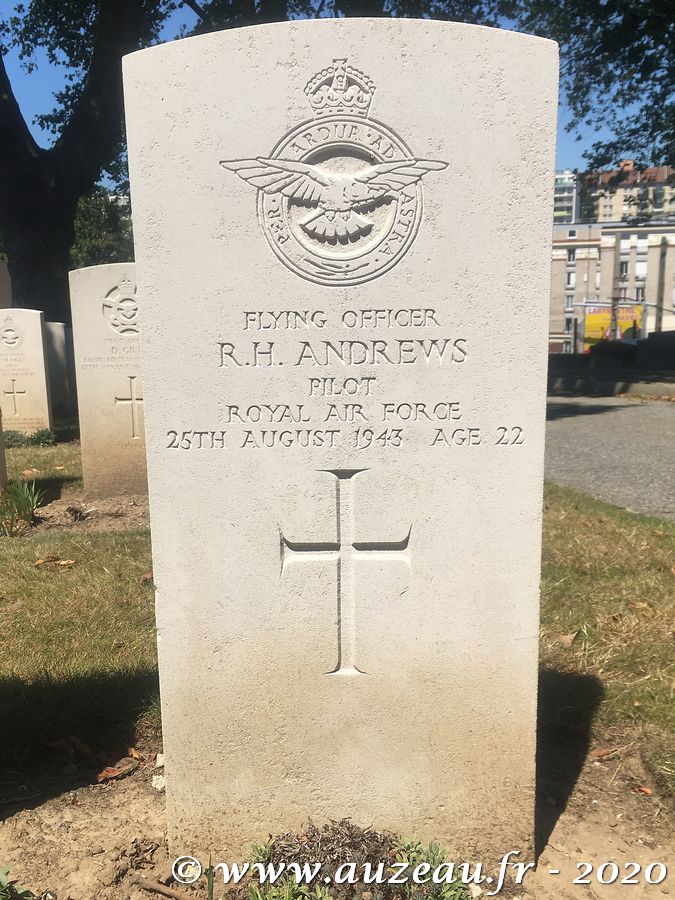 PER ARDUA AD ASTRA
FLYING OFFICER
R.H. ANDREWS
PILOT
ROYAL AIR FORCE
25TH AUGUST 1943 AGE 22
© www.auzeau.fr - 2020